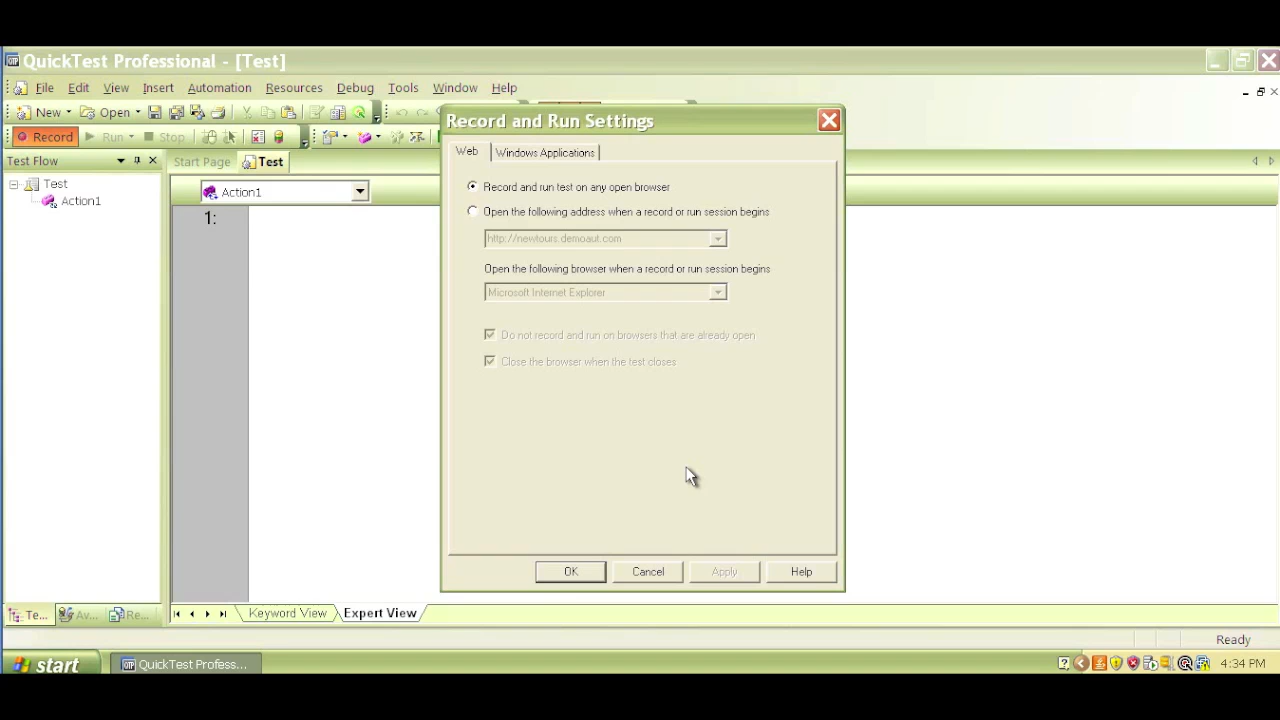 QuickTest Professional - [Test]
File Edit View Insert Automation Resources Debug Tools Window Help
New Open
Record Run Stop
Test Flow
Start Page Test
Test
Action1
Action1
1:
Record and Run Settings
Web Windows Applications
Record and run test on any open browser
Open the following address when a record or run session begins
http://newtours.demoaut.com
Open the following browser when a record or run session begins
Microsoft Internet Explorer
Do not record and run on browsers that are already open
Close the browser when the test closes
OK Cancel Apply Help
Te... Av... Re...
Keyword View Expert View
Ready
start QuickTest Profess... 4:34 PM